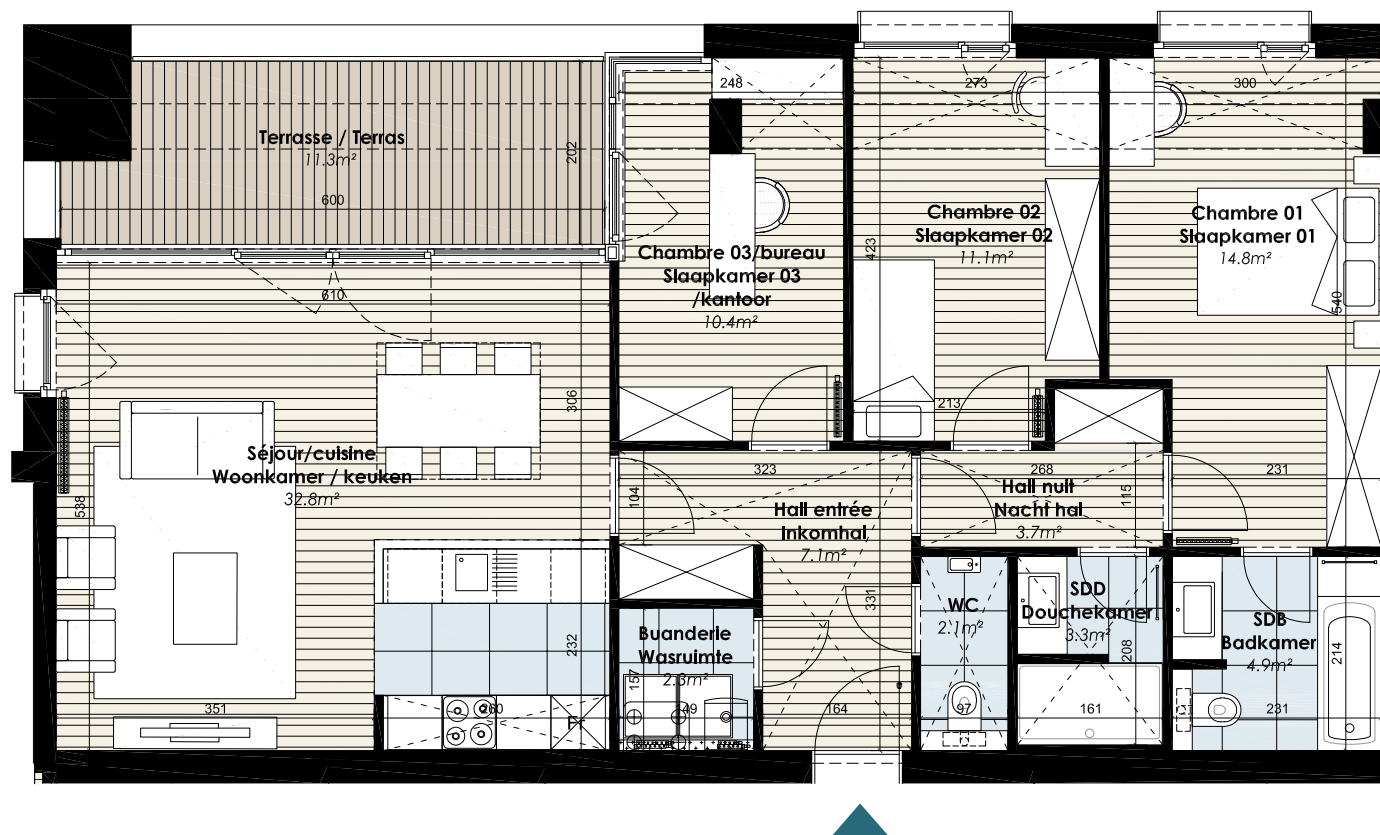 248
273
300
Terrasse / Terras
11.3m²
202
600
Chambre 03/bureau
Slaapkamer 03
/kantoor
10.4m²
423
Chambre 02
Slaapkamer 02
11.1m²
Chambre 01
Slaapkamer 01
14.8m²
540
610
306
213
Séjour/cuisine
Woonkamer / keuken
32.8m²
538
323
104
268
115
231
Hall entrée
Inkomhal
7.1m²
Hall nuit
Nacht hal
3.7m²
331
232
Buanderie
Wasruimte
2.3m²
157
WC
2.1m²
SDD
Douchekamer
3.3m²
208
SDB
Badkamer
4.9m²
214
351
260
Fr
164
97
161
231